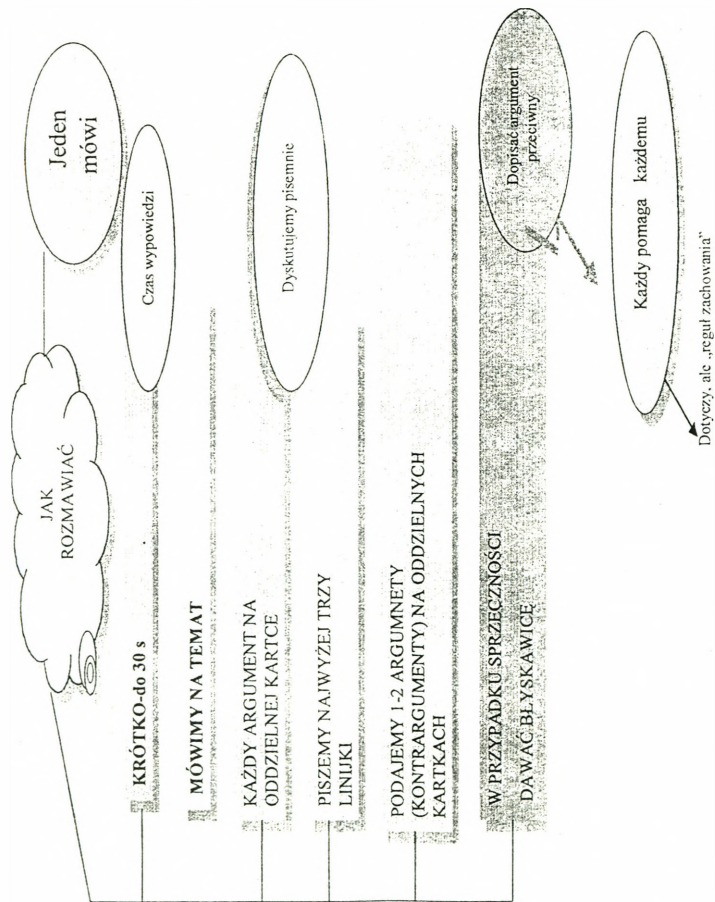 JAK
ROZMAWIAĆ
Jeden
mówi
KRÓTKO-do 30 s
Czas wypowiedzi
MÓWIMY NA TEMAT
KAŻDY ARGUMENT NA
ODDZIELNEJ KARTCE
Dyskutujemy pisemnie
PISZEMY NAJWYŻEJ TRZY
LINIJKI
PODAJEMY 1-2 ARGUMNETY
(KONTRARGUMENTY) NA ODDZIELNYCH
KARTKACH
W PRZYPADKU SPRZECZNOŚCI
DAWAĆ BŁYSKAWICE
Dopisać argument
przeciwny
Każdy pomaga każdemu
Dotyczy, ale „reguł zachowania”